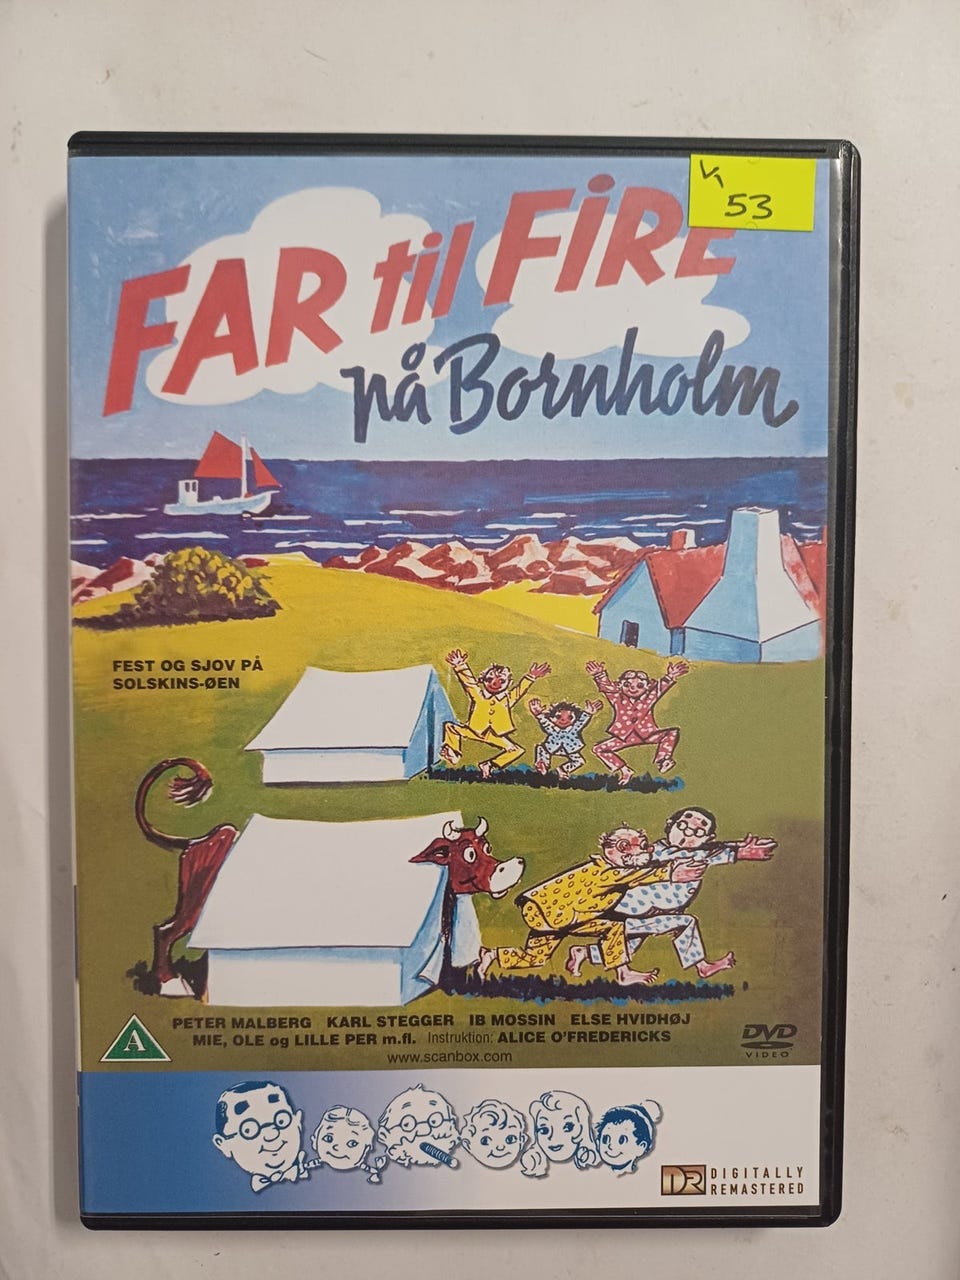 V, 53
FAR til FiRE
på Bornholm
FEST OG SJOV PÅ
SOLSKINS-ØEN
PETER MALBERG KARL STEGGER IB MOSSIN ELSE HVIDHØJ
MIE, OLE og LILLE PER m.fl. Instruktion: ALICE O'FREDERICKS
www.scanbox.com
A
DVD
VIDEO
DR DIGITALLY
REMASTERED